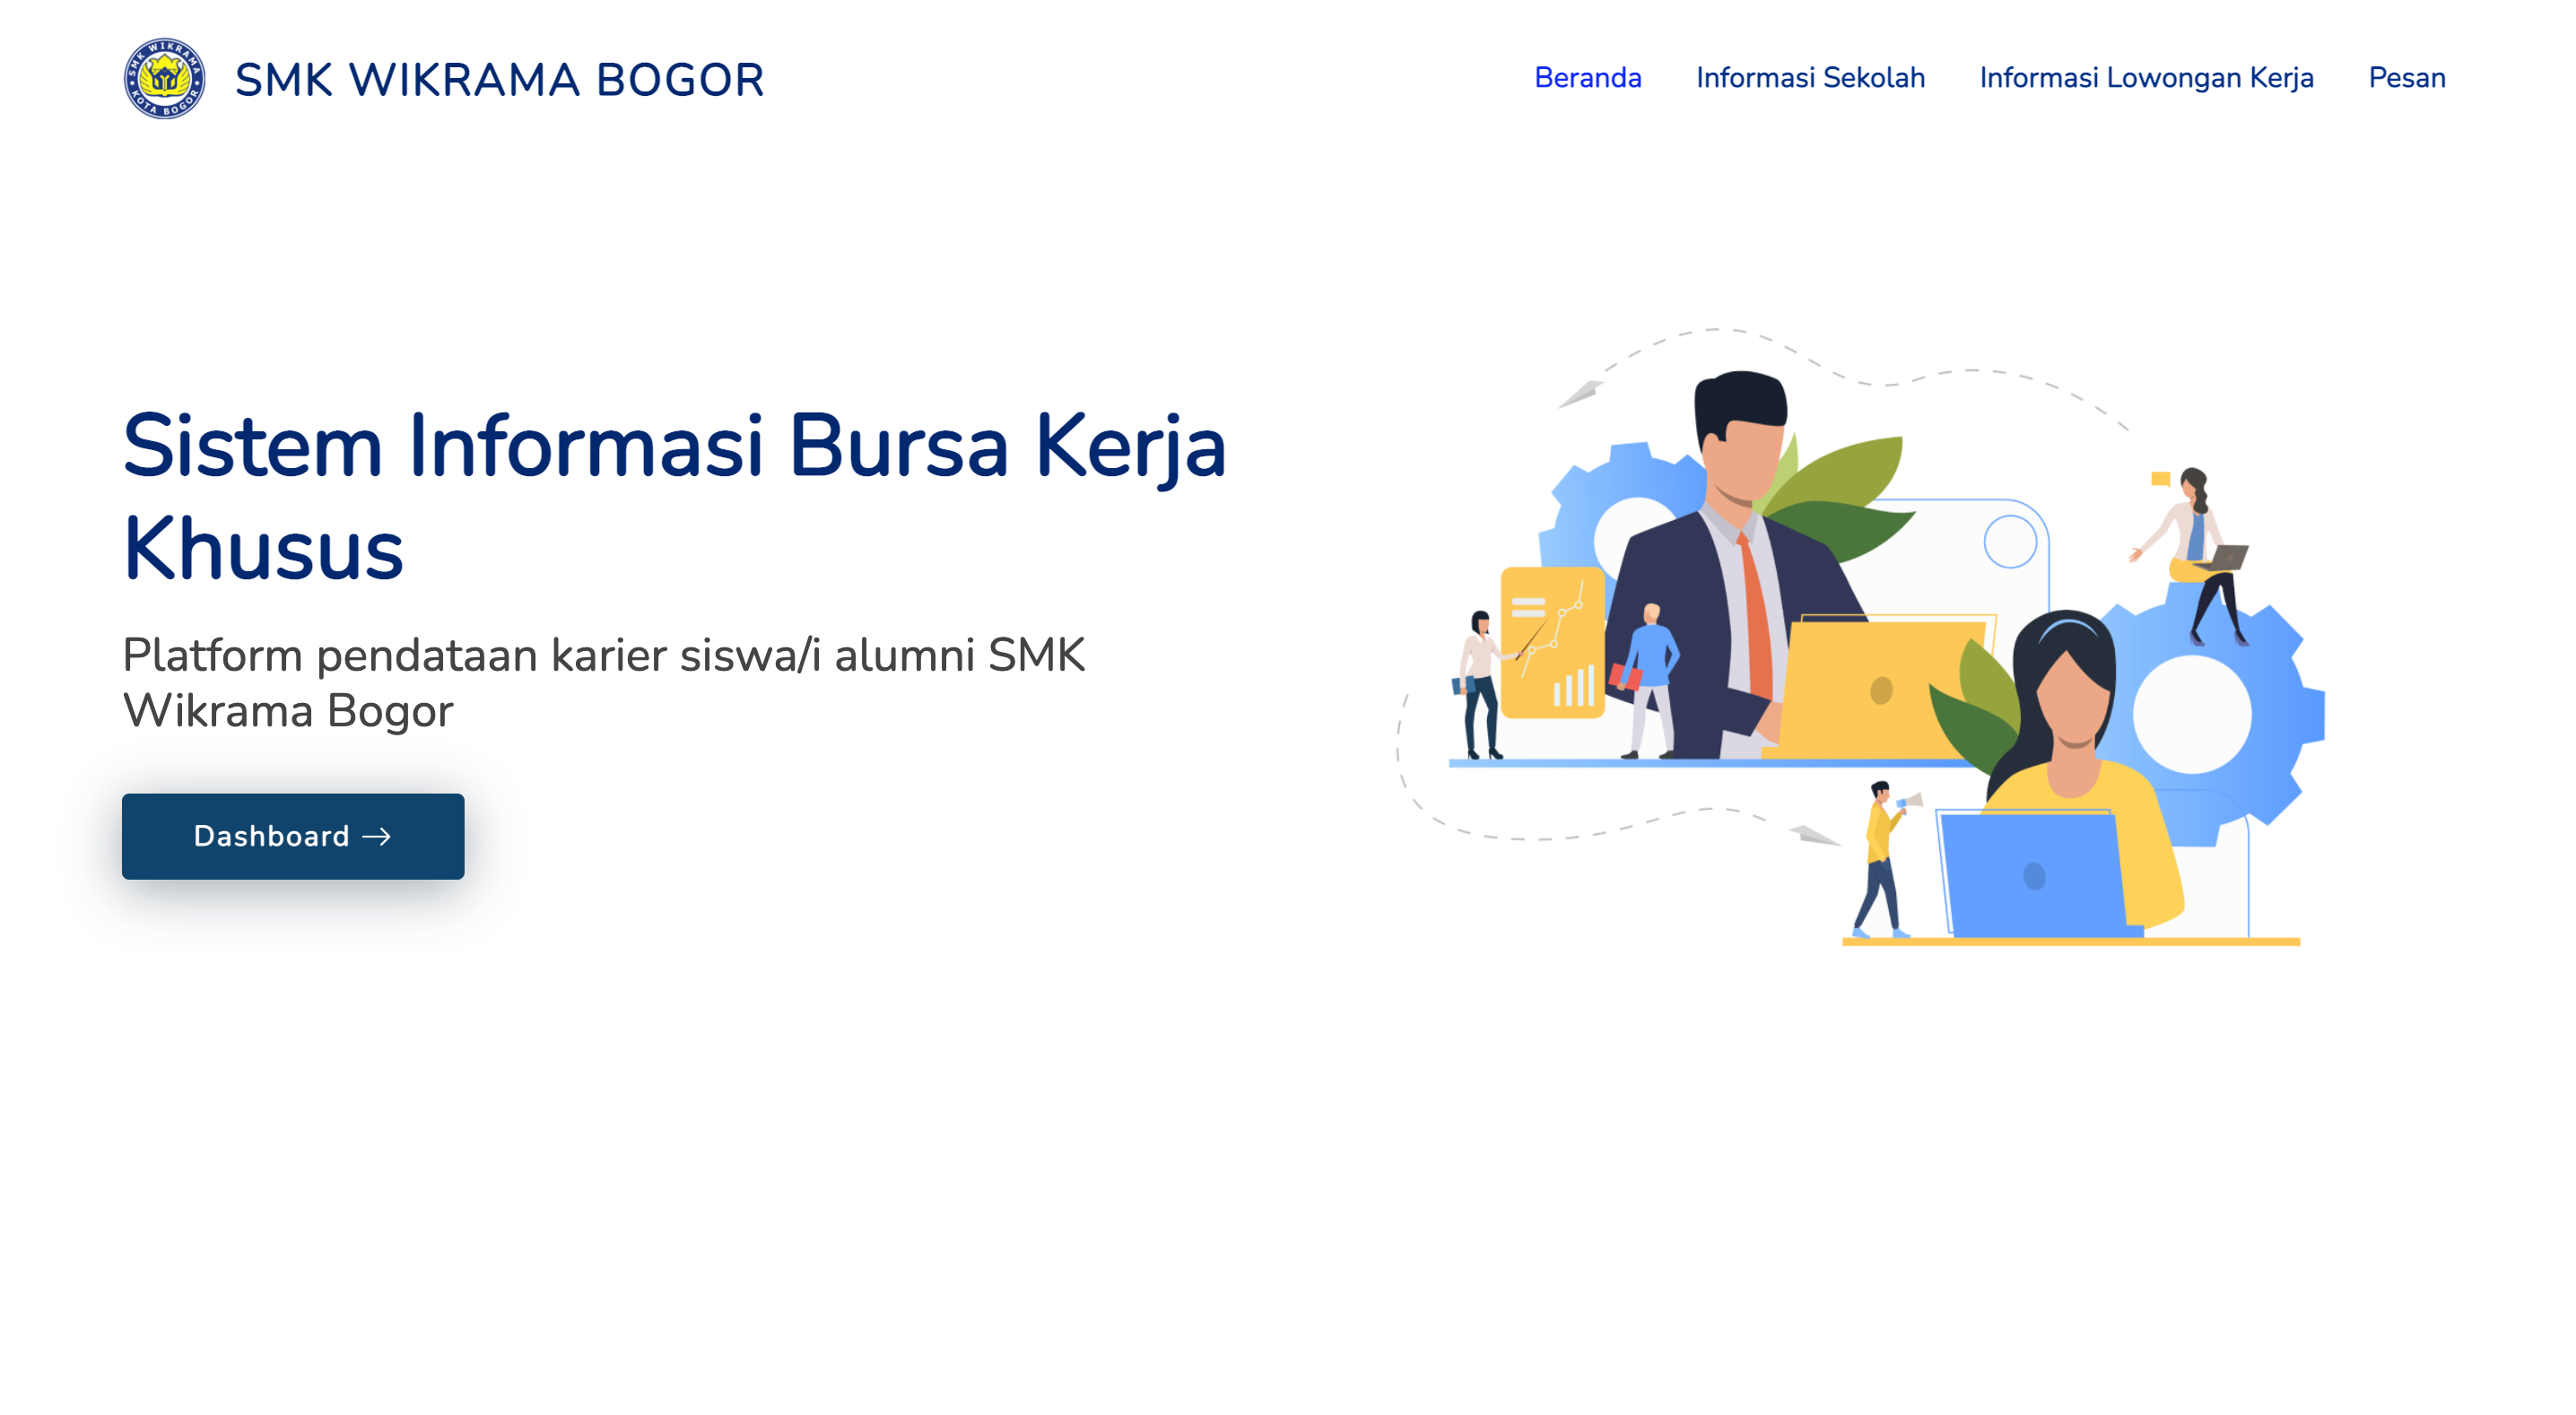 SMK WIKRAMA
KOTA BOGOR
SMK WIKRAMA BOGOR
Beranda
Informasi Sekolah
Informasi Lowongan Kerja
Pesan
Sistem Informasi Bursa Kerja
Khusus
Platform pendataan karier siswa/i alumni SMK
Wikrama Bogor
Dashboard →